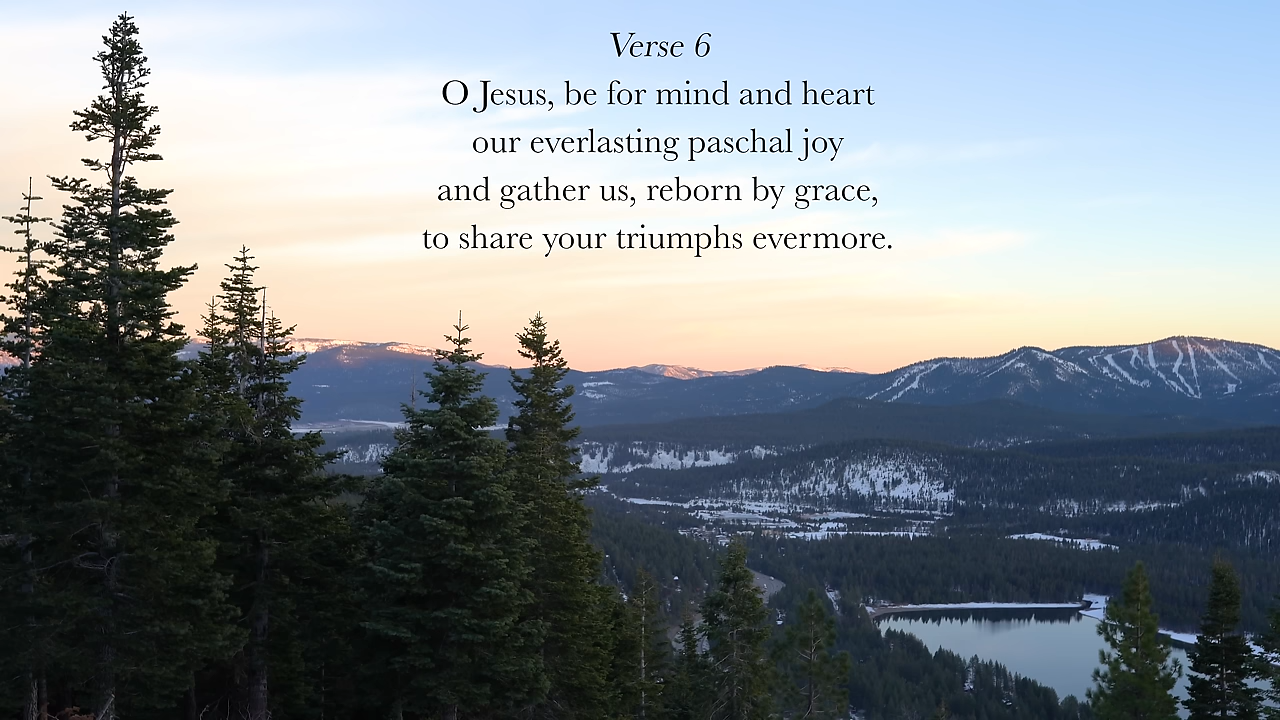 Verse 6
O Jesus, be for mind and heart
our everlasting paschal joy
and gather us, reborn by grace,
to share your triumphs evermore.